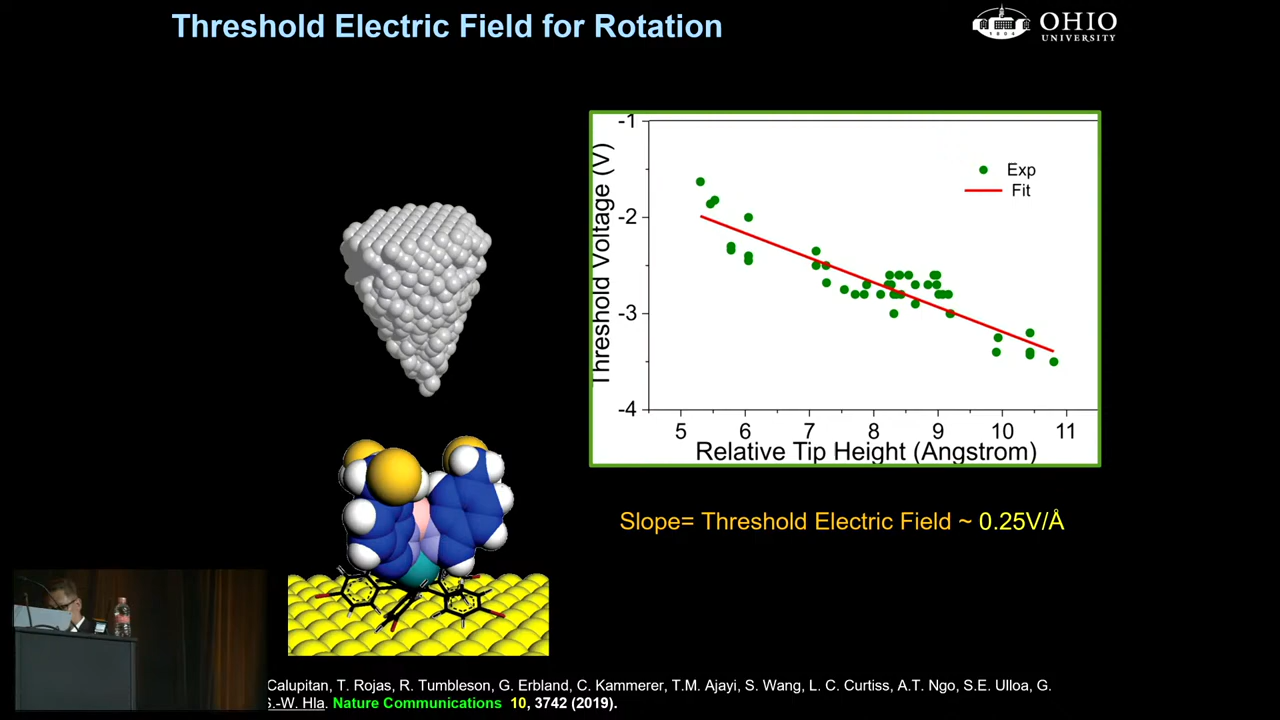 Threshold Electric Field for Rotation
OHIO
UNIVERSITY
1804
Threshold Voltage (V)
-1
-2
-3
-4
Exp
Fit
5 6 7 8 9 10 11
Relative Tip Height (Angstrom)
Slope= Threshold Electric Field ~ 0.25V/Å
Calupitan, T. Rojas, R. Tumbleson, G. Erbland, C. Kammerer, T.M. Ajayi, S. Wang, L. C. Curtiss, A.T. Ngo, S.E. Ulloa, G.
S.-W. Hla. Nature Communications 10, 3742 (2019).